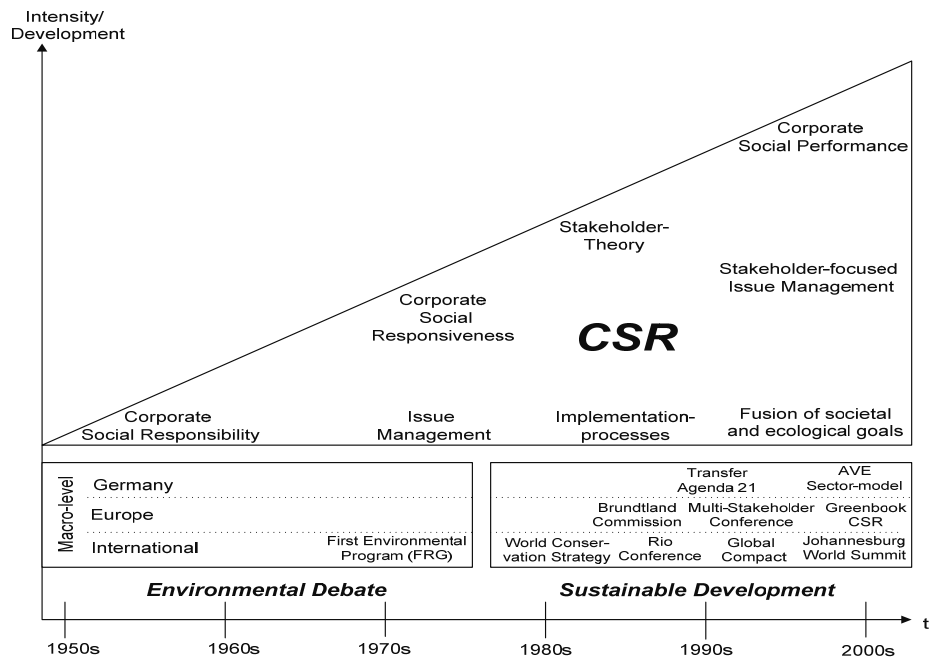 Intensity/
Development
Corporate
Social Performance
Stakeholder-
Theory
Stakeholder-focused
Issue Management
Corporate
Social
Responsiveness
CSR
Corporate
Social Responsibility
Issue
Management
Implementation-
processes
Fusion of societal
and ecological goals
Macro-level
Germany
Transfer
Agenda 21
AVE
Sector-model
Europe
Brundtland
Commission
Multi-Stakeholder
Conference
Greenbook
CSR
International
First Environmental
Program (FRG)
World Conser-
vation Strategy
Rio
Conference
Global
Compact
Johannesburg
World Summit
Environmental Debate
Sustainable Development
t
1950s
1960s
1970s
1980s
1990s
2000s